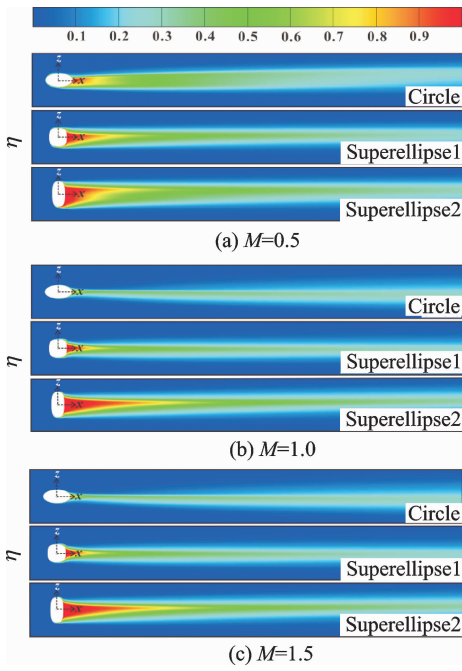 0.1 0.2 0.3 0.4 0.5 0.6 0.7 0.8 0.9
z
x
Circle
z
x
Superellipse1
η
z
x
Superellipse2
(a) M=0.5
z
x
Circle
z
x
Superellipse1
η
z
x
Superellipse2
(b) M=1.0
z
x
Circle
z
x
Superellipse1
η
z
x
Superellipse2
(c) M=1.5